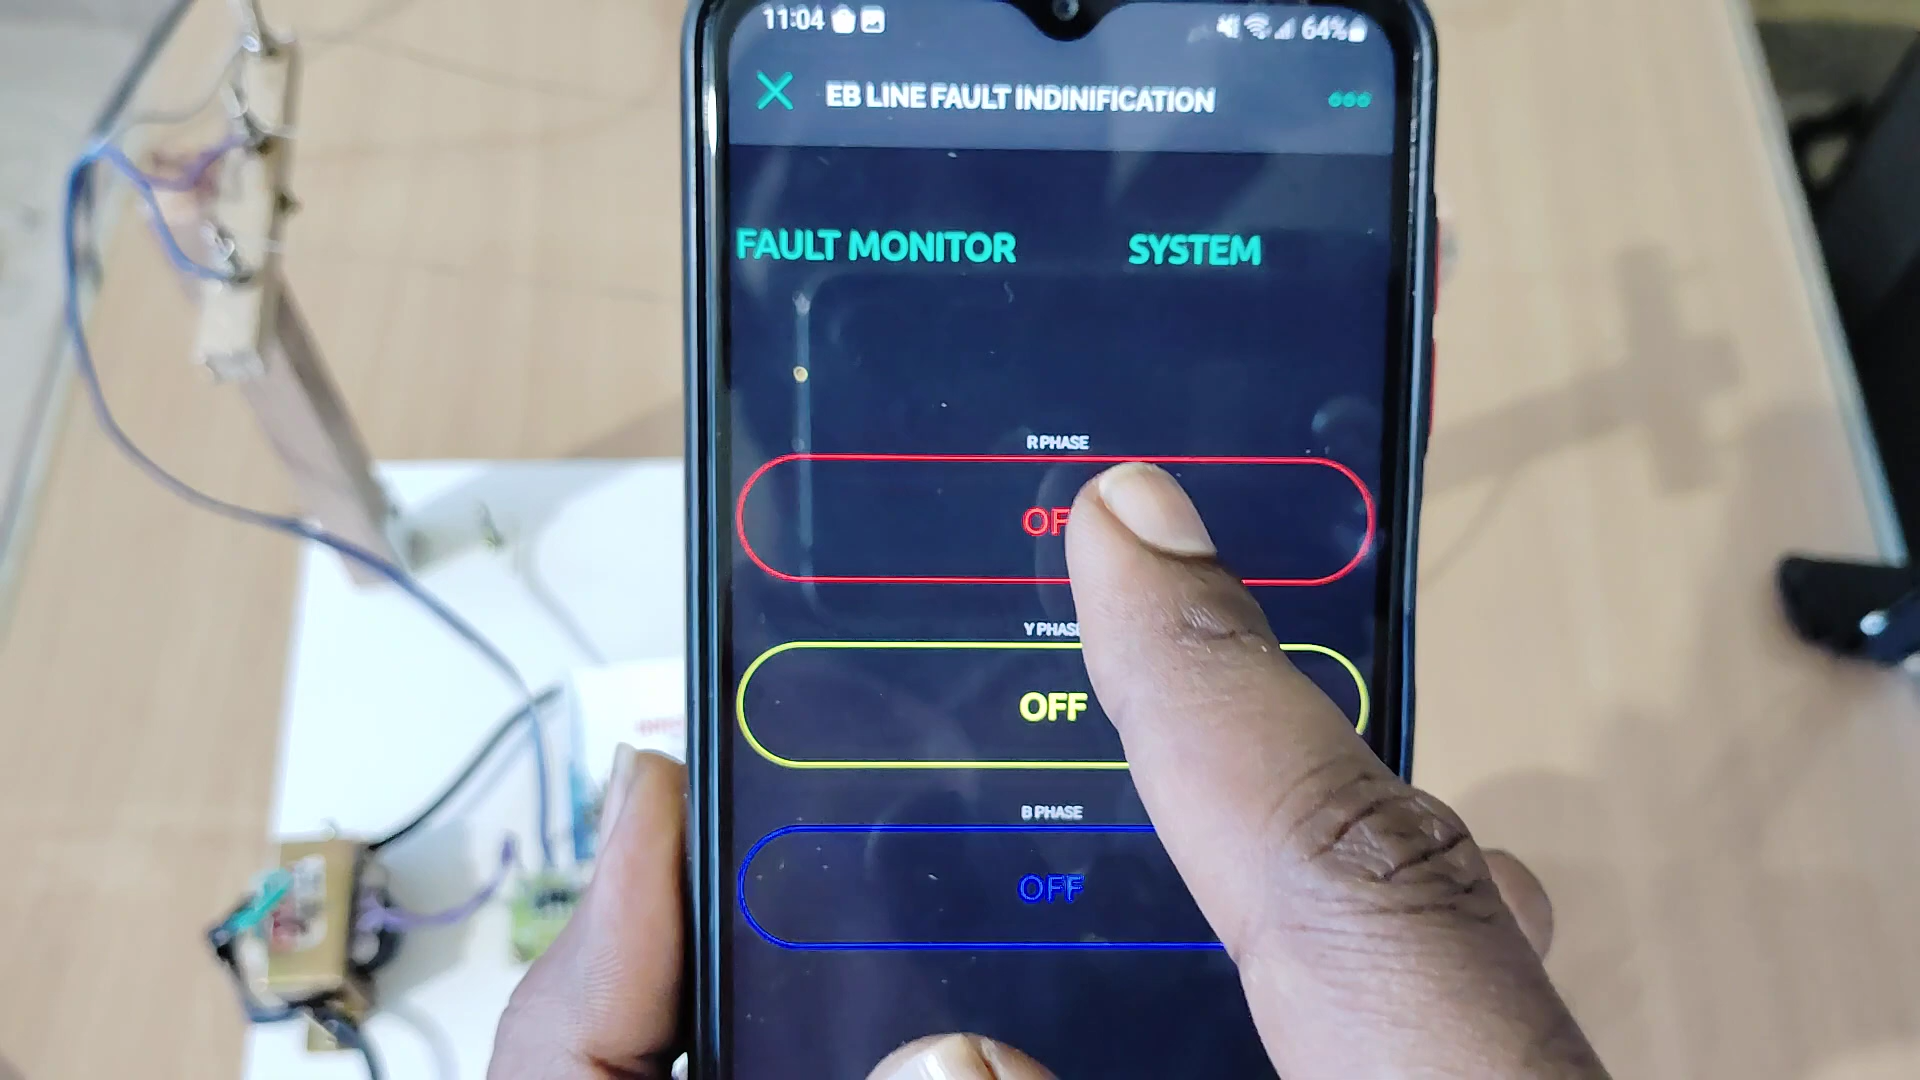 11:04 64%
EB LINE FAULT INDINIFICATION
FAULT MONITOR SYSTEM
R PHASE
Y PHASE
OFF
B PHASE
OFF